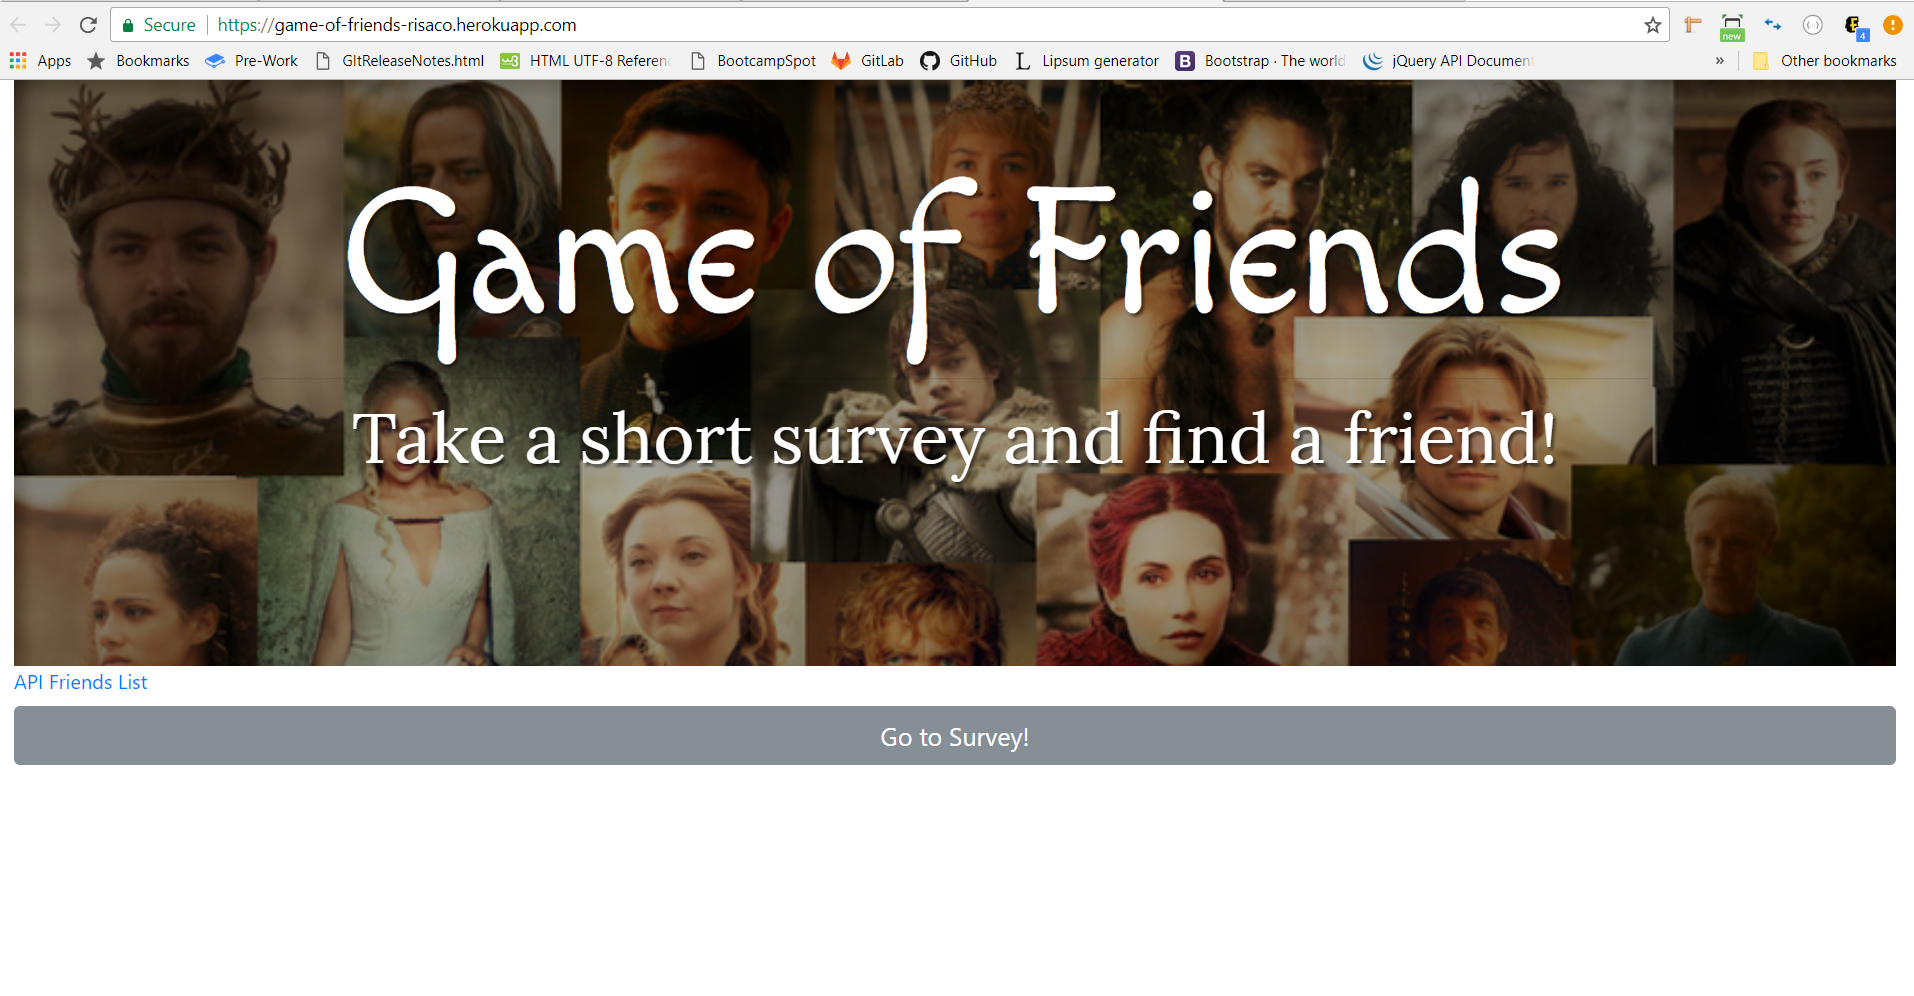 Secure https://game-of-friends-risaco.herokuapp.com
new
4
Apps Bookmarks Pre-Work GItReleaseNotes.html HTML UTF-8 Referenc BootcampSpot GitLab GitHub Lipsum generator Bootstrap · The world jQuery API Document » Other bookmarks
Game of Friends
Take a short survey and find a friend!
API Friends List
Go to Survey!